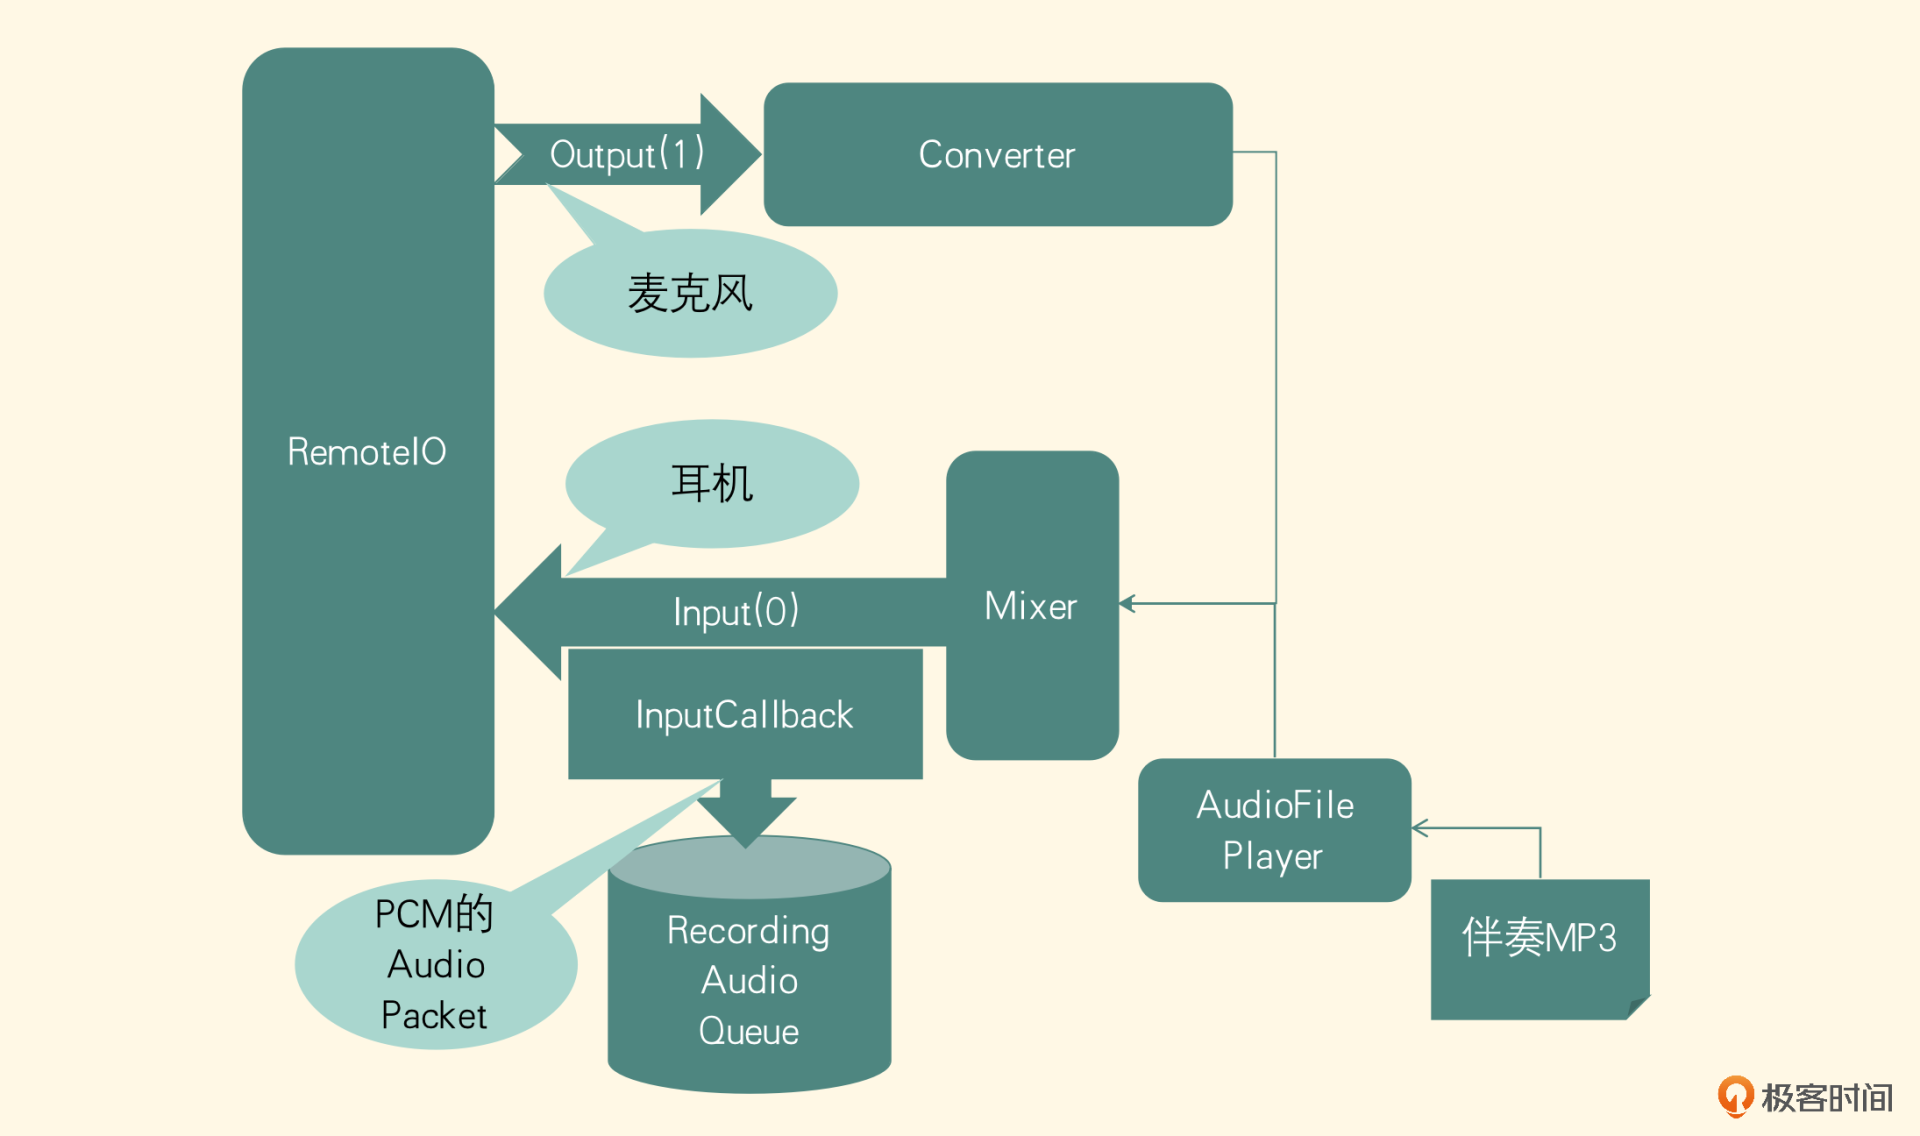 Output(1)
Converter
麦克风
RemoteIO
耳机
Input(0)
Mixer
InputCallback
AudioFile
Player
PCM的
Audio
Packet
Recording
Audio
Queue
伴奏MP3
极客时间